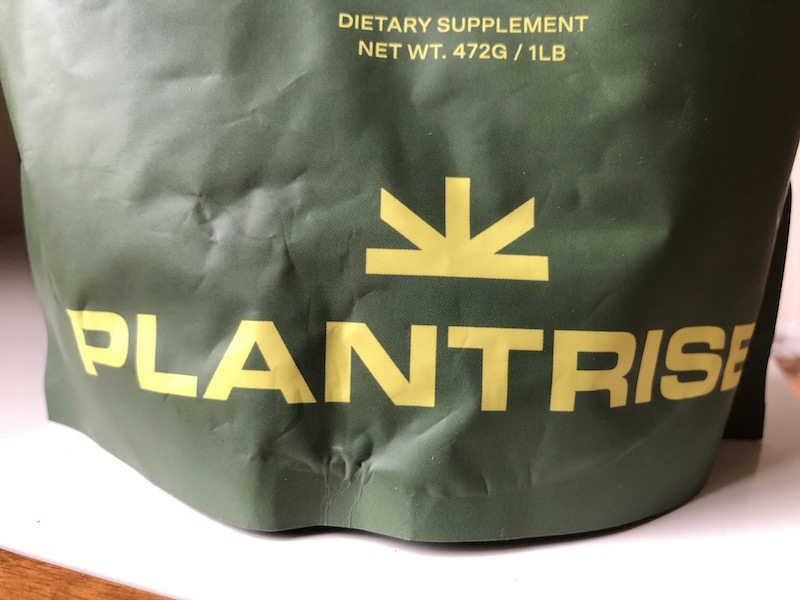 DIETARY SUPPLEMENT
NET WT. 472G / 1LB
PLANTRISE